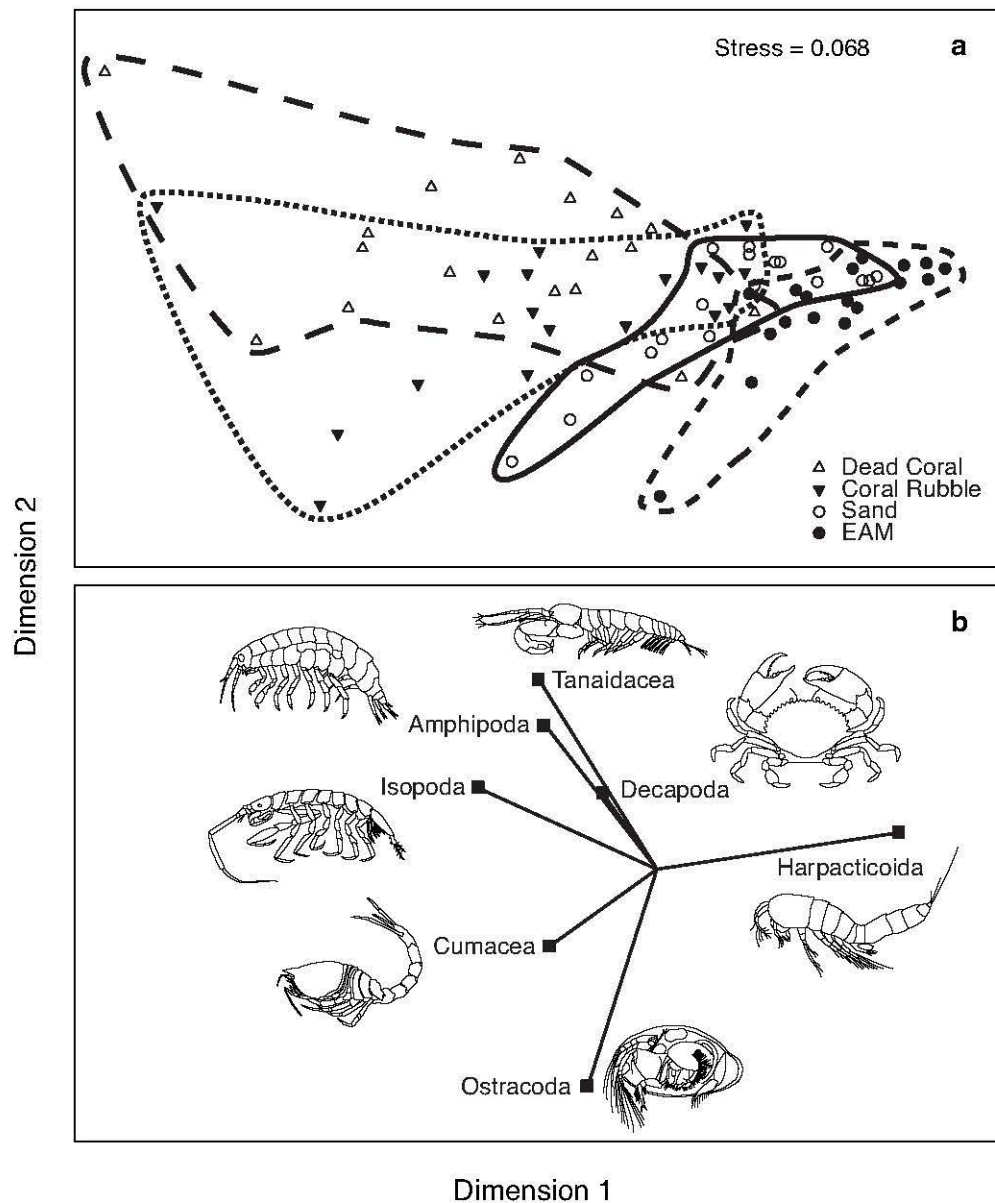 Stress = 0.068
a
Dead Coral
Coral Rubble
Sand
EAM
Dimension 2
b
Tanaidacea
Amphipoda
Isopoda
Decapoda
Harpacticoida
Cumacea
Ostracoda
Dimension 1